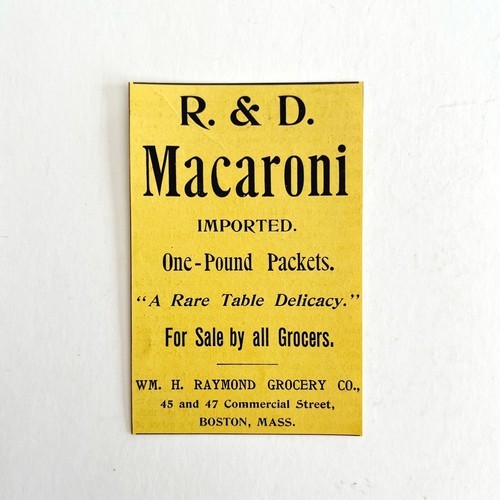 R. & D.
Macaroni
IMPORTED.
One-Pound Packets.
"A Rare Table Delicacy."
For Sale by all Grocers.
WM. H. RAYMOND GROCERY CO.,
45 and 47 Commercial Street,
BOSTON, MASS.